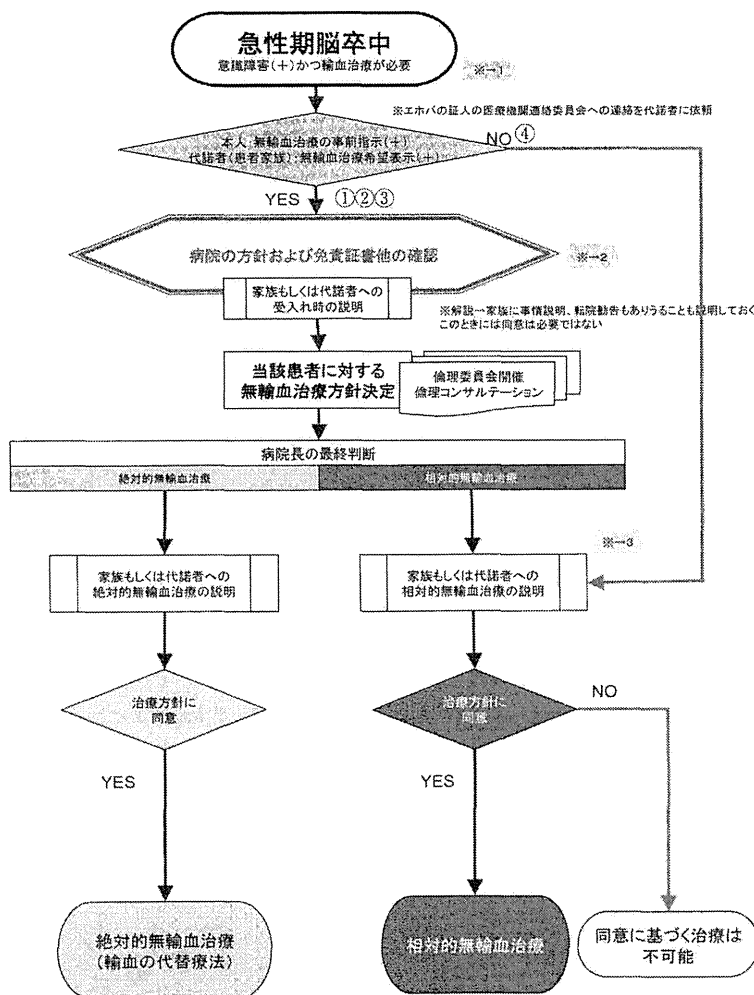 急性期脳卒中
意識障害(+)かつ輸血治療が必要
※→1
※エホバの証人の医療機関連絡委員会への連絡を代諾者に依頼
本人:無輸血治療の事前指示(+)
代諾者(患者家族):無輸血治療希望表示(+)
NO ④
YES ①②③
病院の方針および免責証書他の確認
※→2
家族もしくは代諾者への
受入れ時の説明
※解説→家族に事情説明、転院勧告もありうることも説明しておく
このときには同意は必要ではない
当該患者に対する
無輸血治療方針決定
倫理委員会開催
倫理コンサルテーション
病院長の最終判断
絶対的無輸血治療
相対的無輸血治療
※→3
家族もしくは代諾者への
絶対的無輸血治療の説明
家族もしくは代諾者への
相対的無輸血治療の説明
治療方針に
同意
治療方針に
同意
NO
YES
YES
絶対的無輸血治療
(輸血の代替療法)
相対的無輸血治療
同意に基づく治療は
不可能